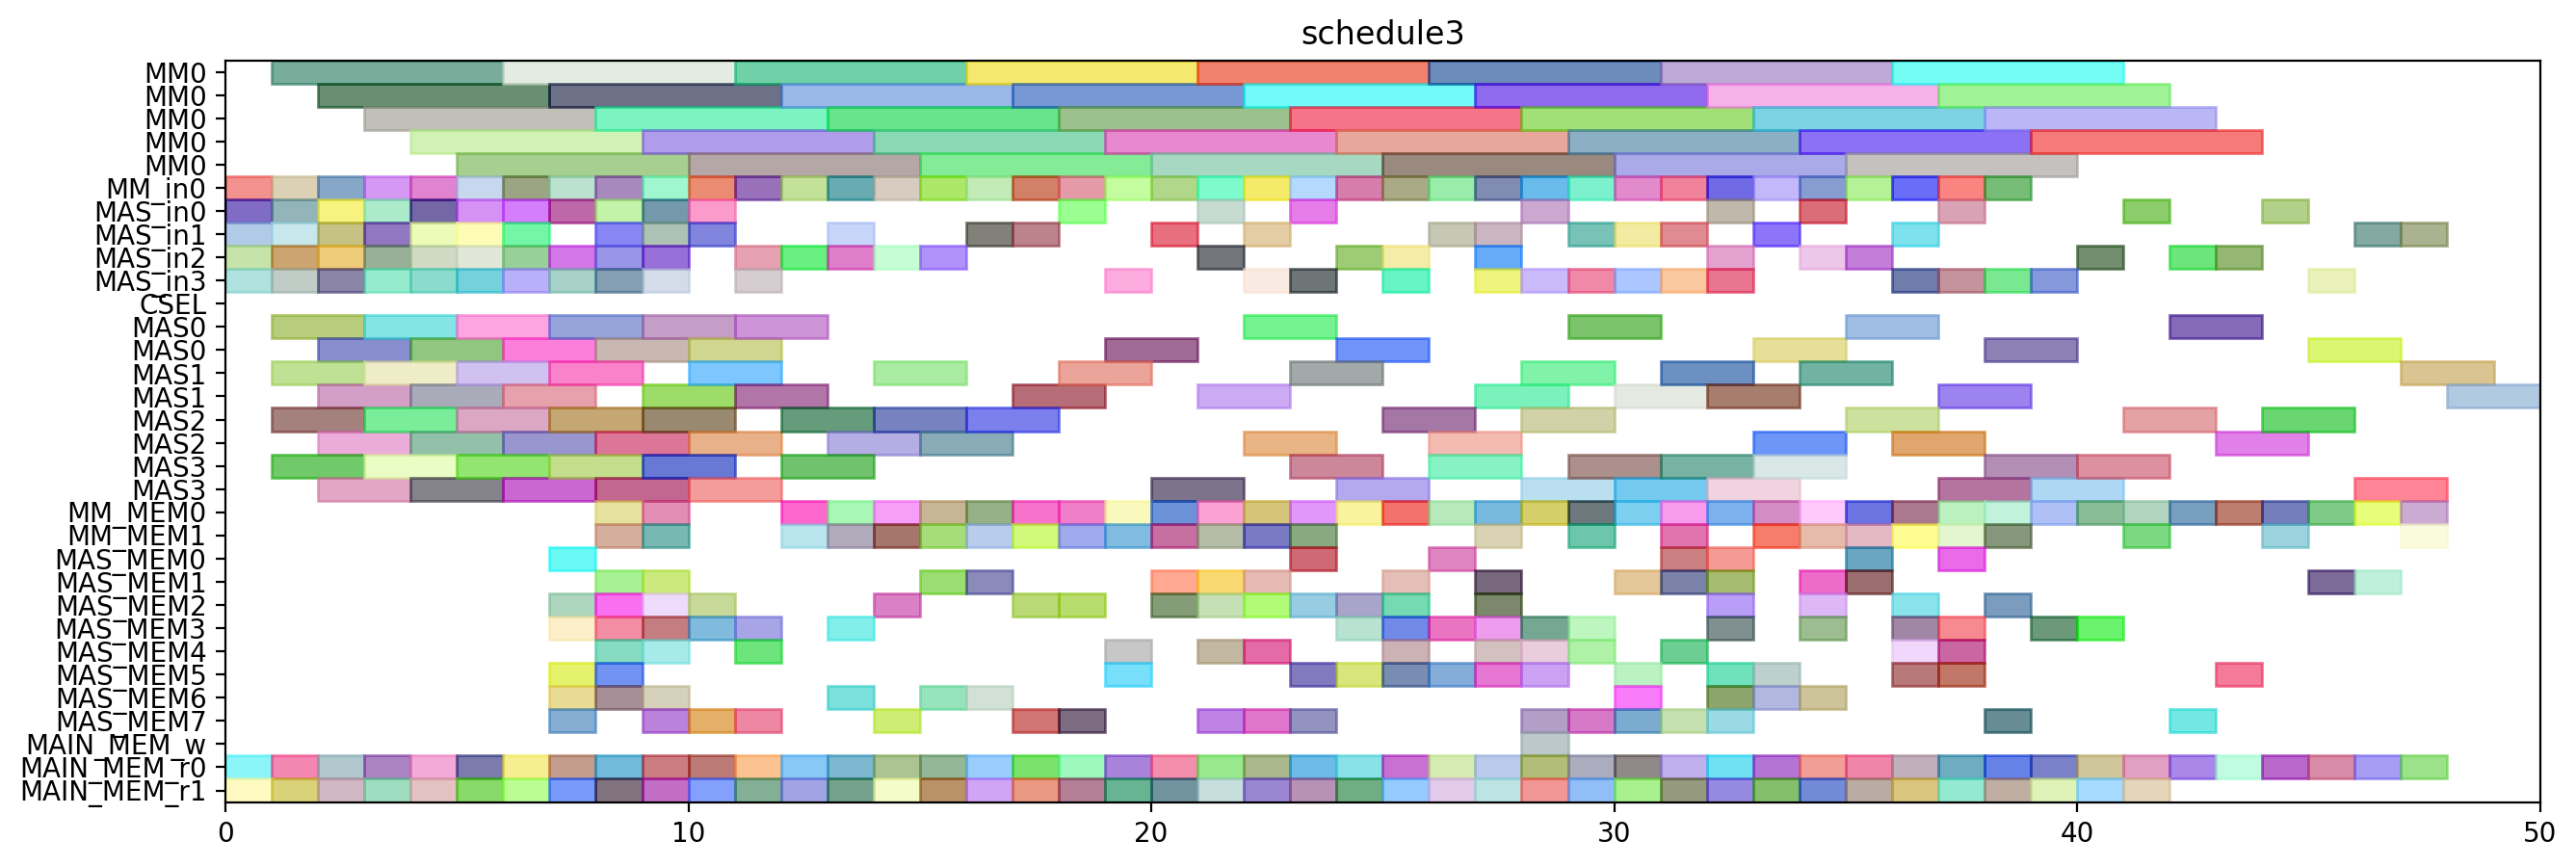 schedule3
MM0
MM0
MM0
MM0
MM0
MM_in0
MAS_in0
MAS_in1
MAS_in2
MAS_in3
CSEL
MAS0
MAS0
MAS1
MAS1
MAS2
MAS2
MAS3
MAS3
MM_MEM0
MM_MEM1
MAS_MEM0
MAS_MEM1
MAS_MEM2
MAS_MEM3
MAS_MEM4
MAS_MEM5
MAS_MEM6
MAS_MEM7
MAIN_MEM_w
MAIN_MEM_r0
MAIN_MEM_r1
0 10 20 30 40 50